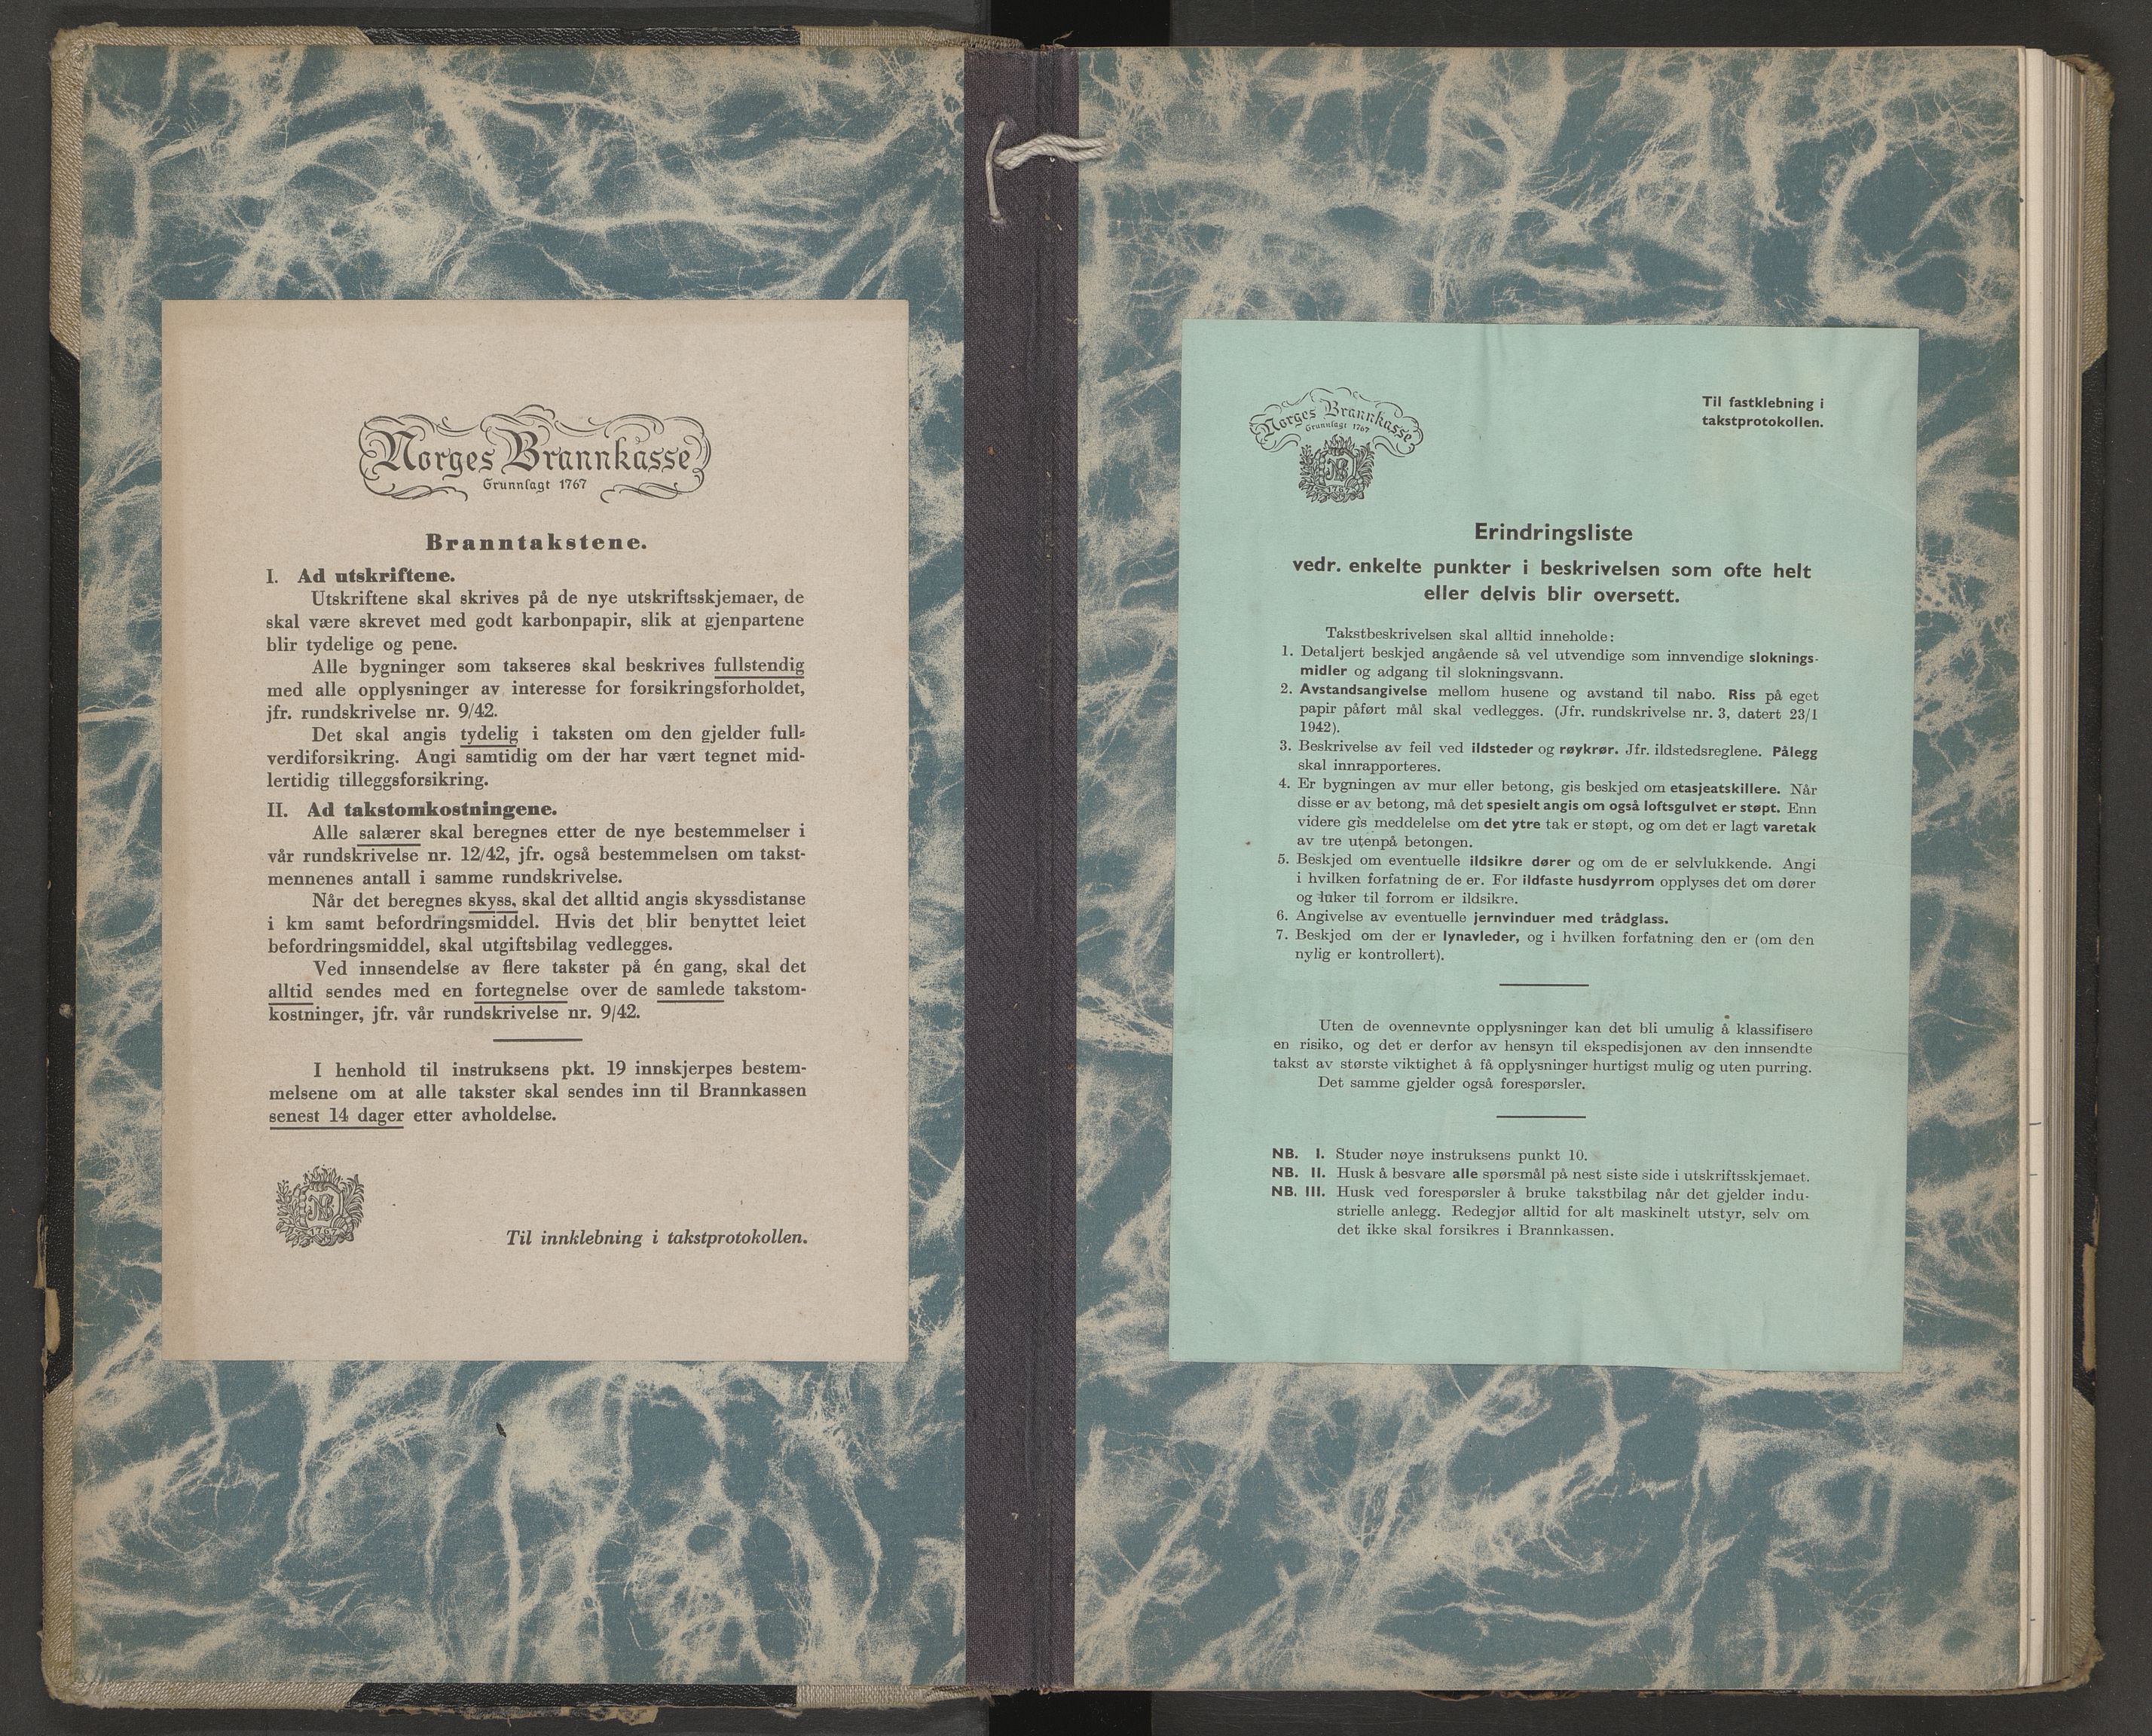 Norges Brannkasse
Grunnlagt 1767
Branntakstene.
I. Ad utskriftene.
Utskriftene skal skrives på de nye utskriftsskjemaer, de
skal være skrevet med godt karbonpapir, slik at gjenpartene
blir tydelige og pene.
Alle bygninger som takseres skal beskrives fullstendig
med alle opplysninger av interesse for forsikringsforholdet,
jfr. rundskrivelse nr. 9/42.
Det skal angis tydelig i taksten om den gjelder full-
verdiforsikring. Angi samtidig om der har vært tegnet mid-
lertidig tilleggsforsikring.
II. Ad takstomkostningene.
Alle salærer skal beregnes etter de nye bestemmelser i
vår rundskrivelse nr. 12/42, jfr. også bestemmelsen om takst-
mennenes antall i samme rundskrivelse.
Når det beregnes skyss, skal det alltid angis skyssdistanse
i km samt befordringsmiddel. Hvis det blir benyttet leiet
befordringsmiddel, skal utgiftsbilag vedlegges.
Ved innsendelse av flere takster på én gang, skal det
alltid sendes med en fortegnelse over de samlede takstom-
kostninger, jfr. vår rundskrivelse nr. 9/42.
I henhold til instruksens pkt. 19 innskjerpes bestem-
melsene om at alle takster skal sendes inn til Brannkassen
senest 14 dager etter avholdelse.
NB
1767
Til innklebning i takstprotokollen.
Norges Brannkasse
Grunnlagt 1767
NB
1767
Til fastklebning i
takstprotokollen.
Erindringsliste
vedr. enkelte punkter i beskrivelsen som ofte helt
eller delvis blir oversett.
Takstbeskrivelsen skal alltid inneholde:
1. Detaljert beskjed angående så vel utvendige som innvendige sloknings-
midler og adgang til slokningsvann.
2. Avstandsangivelse mellom husene og avstand til nabo. Riss på eget
papir påført mål skal vedlegges. (Jfr. rundskrivelse nr. 3, datert 23/1
1942).
3. Beskrivelse av feil ved ildsteder og røykrør. Jfr. ildstedsreglene. Pålegg
skal innrapporteres.
4. Er bygningen av mur eller betong, gis beskjed om etasjeatskillere. Når
disse er av betong, må det spesielt angis om også loftsgulvet er støpt. Enn
videre gis meddelelse om det ytre tak er støpt, og om det er lagt varetak
av tre utenpå betongen.
5. Beskjed om eventuelle ildsikre dører og om de er selvlukkende. Angi
i hvilken forfatning de er. For ildfaste husdyrrom opplyses det om dører
og luker til forrom er ildsikre.
6. Angivelse av eventuelle jernvinduer med trådglass.
7. Beskjed om der er lynavleder, og i hvilken forfatning den er (om den
nylig er kontrollert).
Uten de ovennevnte opplysninger kan det bli umulig å klassifisere
en risiko, og det er derfor av hensyn til ekspedisjonen av den innsendte
takst av største viktighet å få opplysninger hurtigst mulig og uten purring.
Det samme gjelder også forespørsler.
NB. I. Studer nøye instruksens punkt 10.
NB. II. Husk å besvare alle spørsmål på nest siste side i utskriftsskjemaet.
NB. III. Husk ved forespørsler å bruke takstbilag når det gjelder indu-
strielle anlegg. Redegjør alltid for alt maskinelt utstyr, selv om
det ikke skal forsikres i Brannkassen.